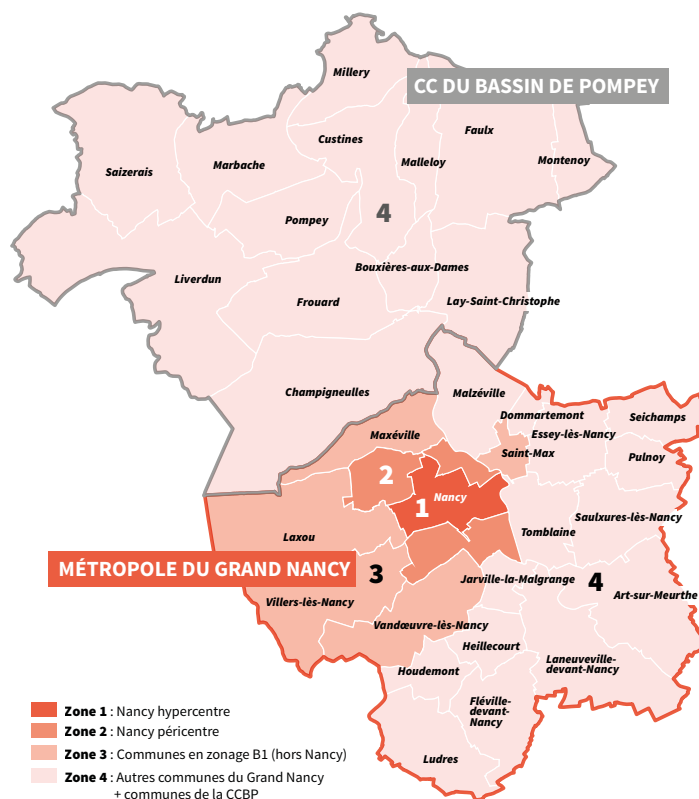 Millery
CC DU BASSIN DE POMPEY
Custines
Faulx
Saizerais
Marbache
Malleloy
Montenoy
Pompey
4
Bouxières-aux-Dames
Liverdun
Frouard
Lay-Saint-Christophe
Champigneulles
Malzéville
Dommartemont
Seichamps
Maxéville
Essey-lès-Nancy
Saint-Max
Pulnoy
2
Nancy
1
Saulxures-lès-Nancy
Laxou
Tomblaine
MÉTROPOLE DU GRAND NANCY
3
Jarville-la-Malgrange
4
Art-sur-Meurthe
Villers-lès-Nancy
Vandœuvre-lès-Nancy
Heillecourt
Houdemont
Laneuveville-
devant-Nancy
Fléville-
devant-
Nancy
Ludres
Zone 1 : Nancy hypercentre
Zone 2 : Nancy péricentre
Zone 3 : Communes en zonage B1 (hors Nancy)
Zone 4 : Autres communes du Grand Nancy
+ communes de la CCBP